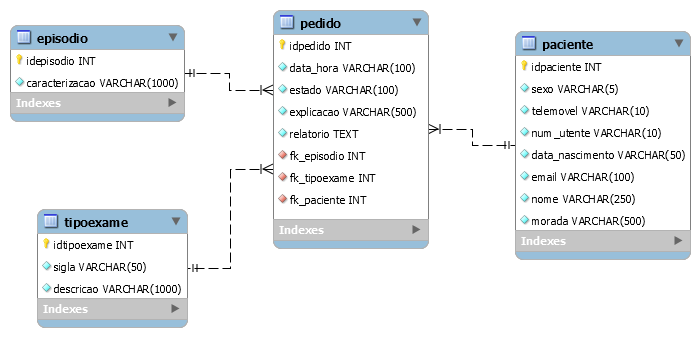 episodio
idepisodio INT
caracterizacao VARCHAR(1000)
Indexes
pedido
idpedido INT
data_hora VARCHAR(100)
estado VARCHAR(100)
explicacao VARCHAR(500)
relatorio TEXT
fk_episodio INT
fk_tipoexame INT
fk_paciente INT
Indexes
paciente
idpaciente INT
sexo VARCHAR(5)
telemovel VARCHAR(10)
num_utente VARCHAR(10)
data_nascimento VARCHAR(50)
email VARCHAR(100)
nome VARCHAR(250)
morada VARCHAR(500)
Indexes
tipoexame
idtipoexame INT
sigla VARCHAR(50)
descricao VARCHAR(1000)
Indexes